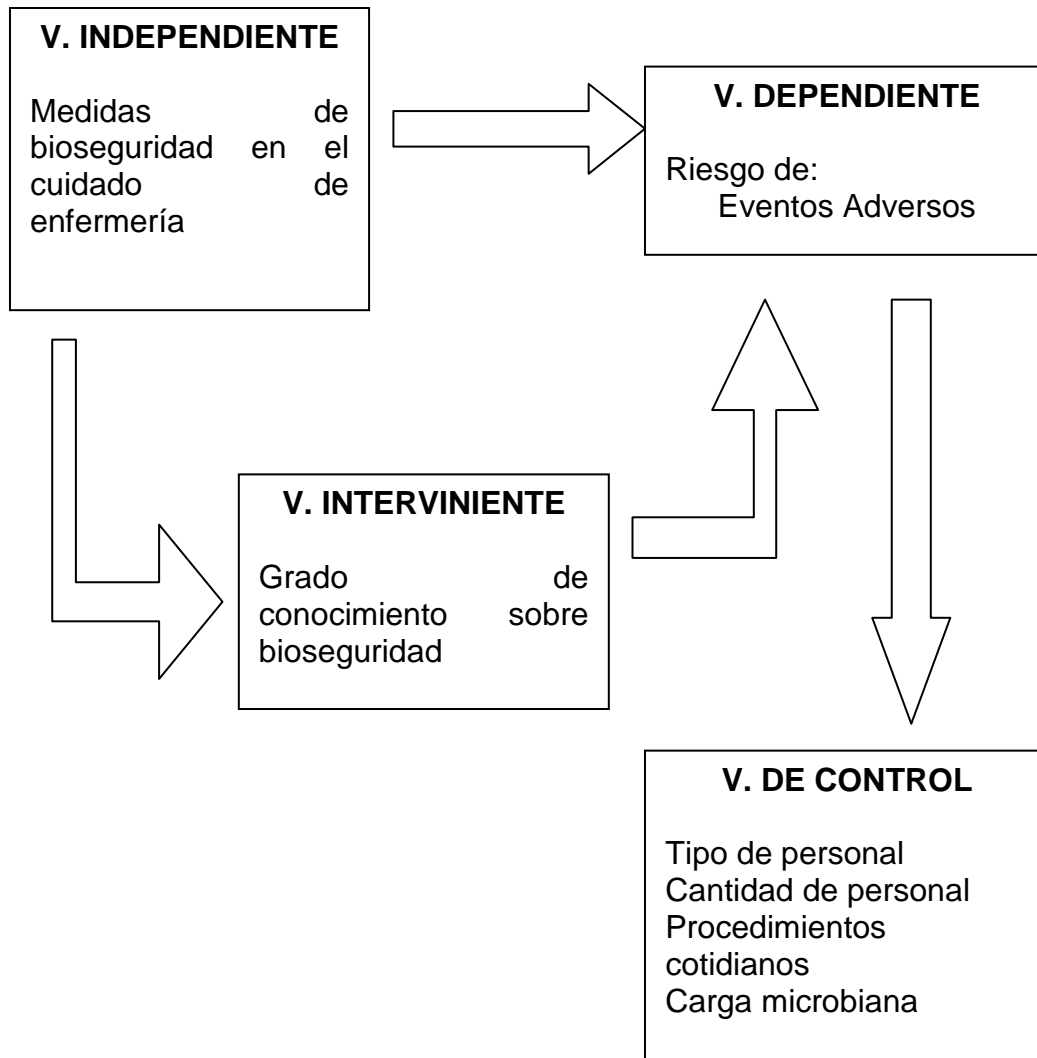 V. INDEPENDIENTE
Medidas de
bioseguridad en el
cuidado de
enfermería
V. DEPENDIENTE
Riesgo de:
Eventos Adversos
V. INTERVINIENTE
Grado de
conocimiento sobre
bioseguridad
V. DE CONTROL
Tipo de personal
Cantidad de personal
Procedimientos
cotidianos
Carga microbiana